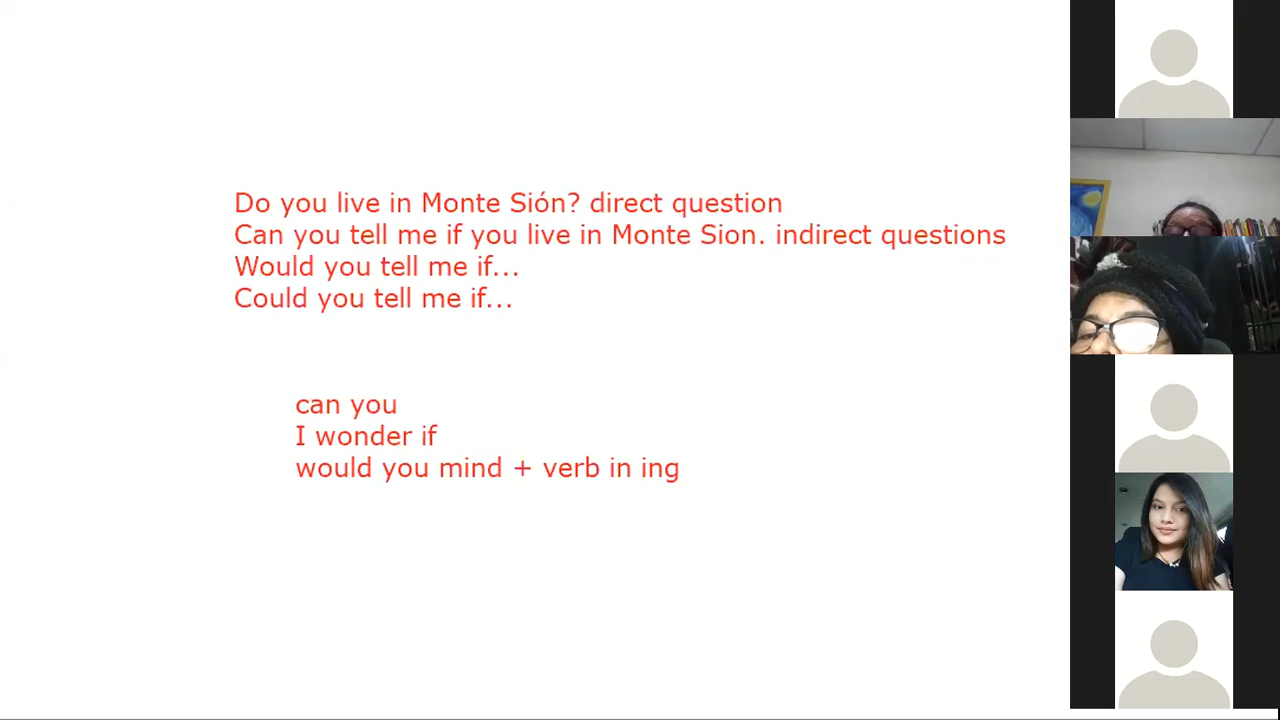 Do you live in Monte Sión? direct question
Can you tell me if you live in Monte Sion. indirect questions
Would you tell me if...
Could you tell me if...
can you
I wonder if
would you mind + verb in ing